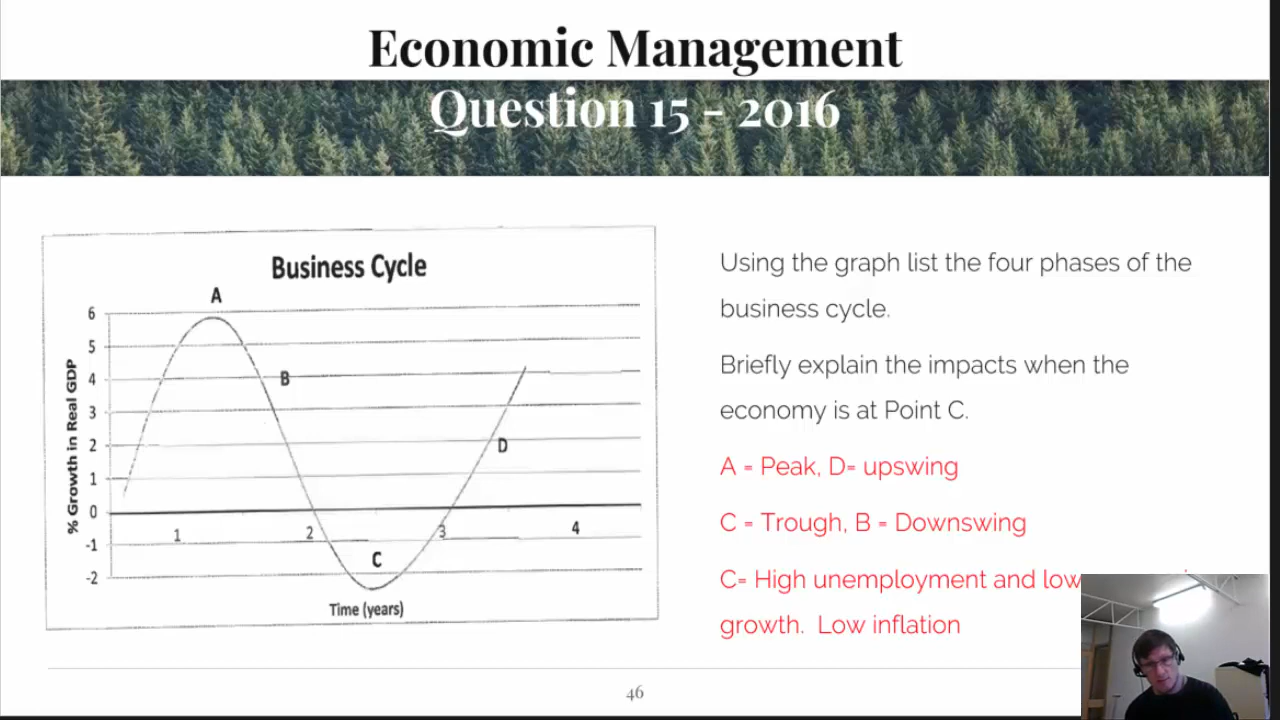 Economic Management
Question 15 - 2016
Business Cycle
A
6
5
4
3
2
1
0
-1
-2
% Growth in Real GDP
B
D
C
1
2
3
4
Time (years)
Using the graph list the four phases of the
business cycle.
Briefly explain the impacts when the
economy is at Point C.
A = Peak, D= upswing
C = Trough, B = Downswing
C= High unemployment and low
growth. Low inflation
46